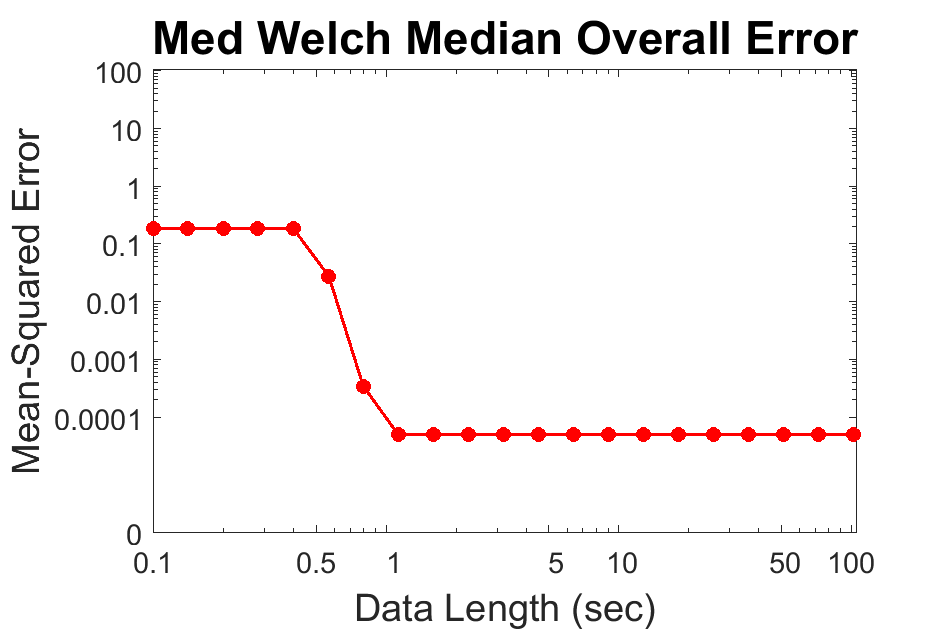 Med Welch Median Overall Error
100
10
1
0.1
0.01
0.001
0.0001
0
Mean-Squared Error
0.1 0.5 1 5 10 50 100
Data Length (sec)